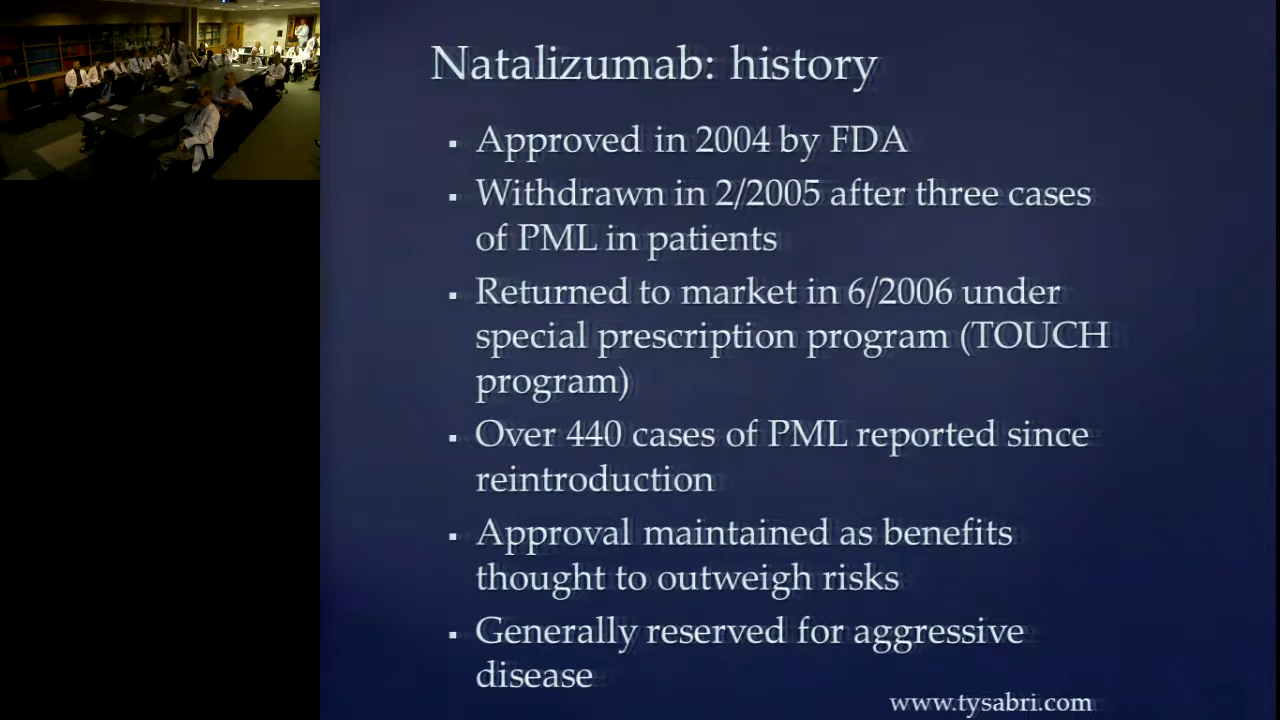 Natalizumab: history
▪ Approved in 2004 by FDA
▪ Withdrawn in 2/2005 after three cases
of PML in patients
▪ Returned to market in 6/2006 under
special prescription program (TOUCH
program)
▪ Over 440 cases of PML reported since
reintroduction
▪ Approval maintained as benefits
thought to outweigh risks
▪ Generally reserved for aggressive
disease
www.tysabri.com